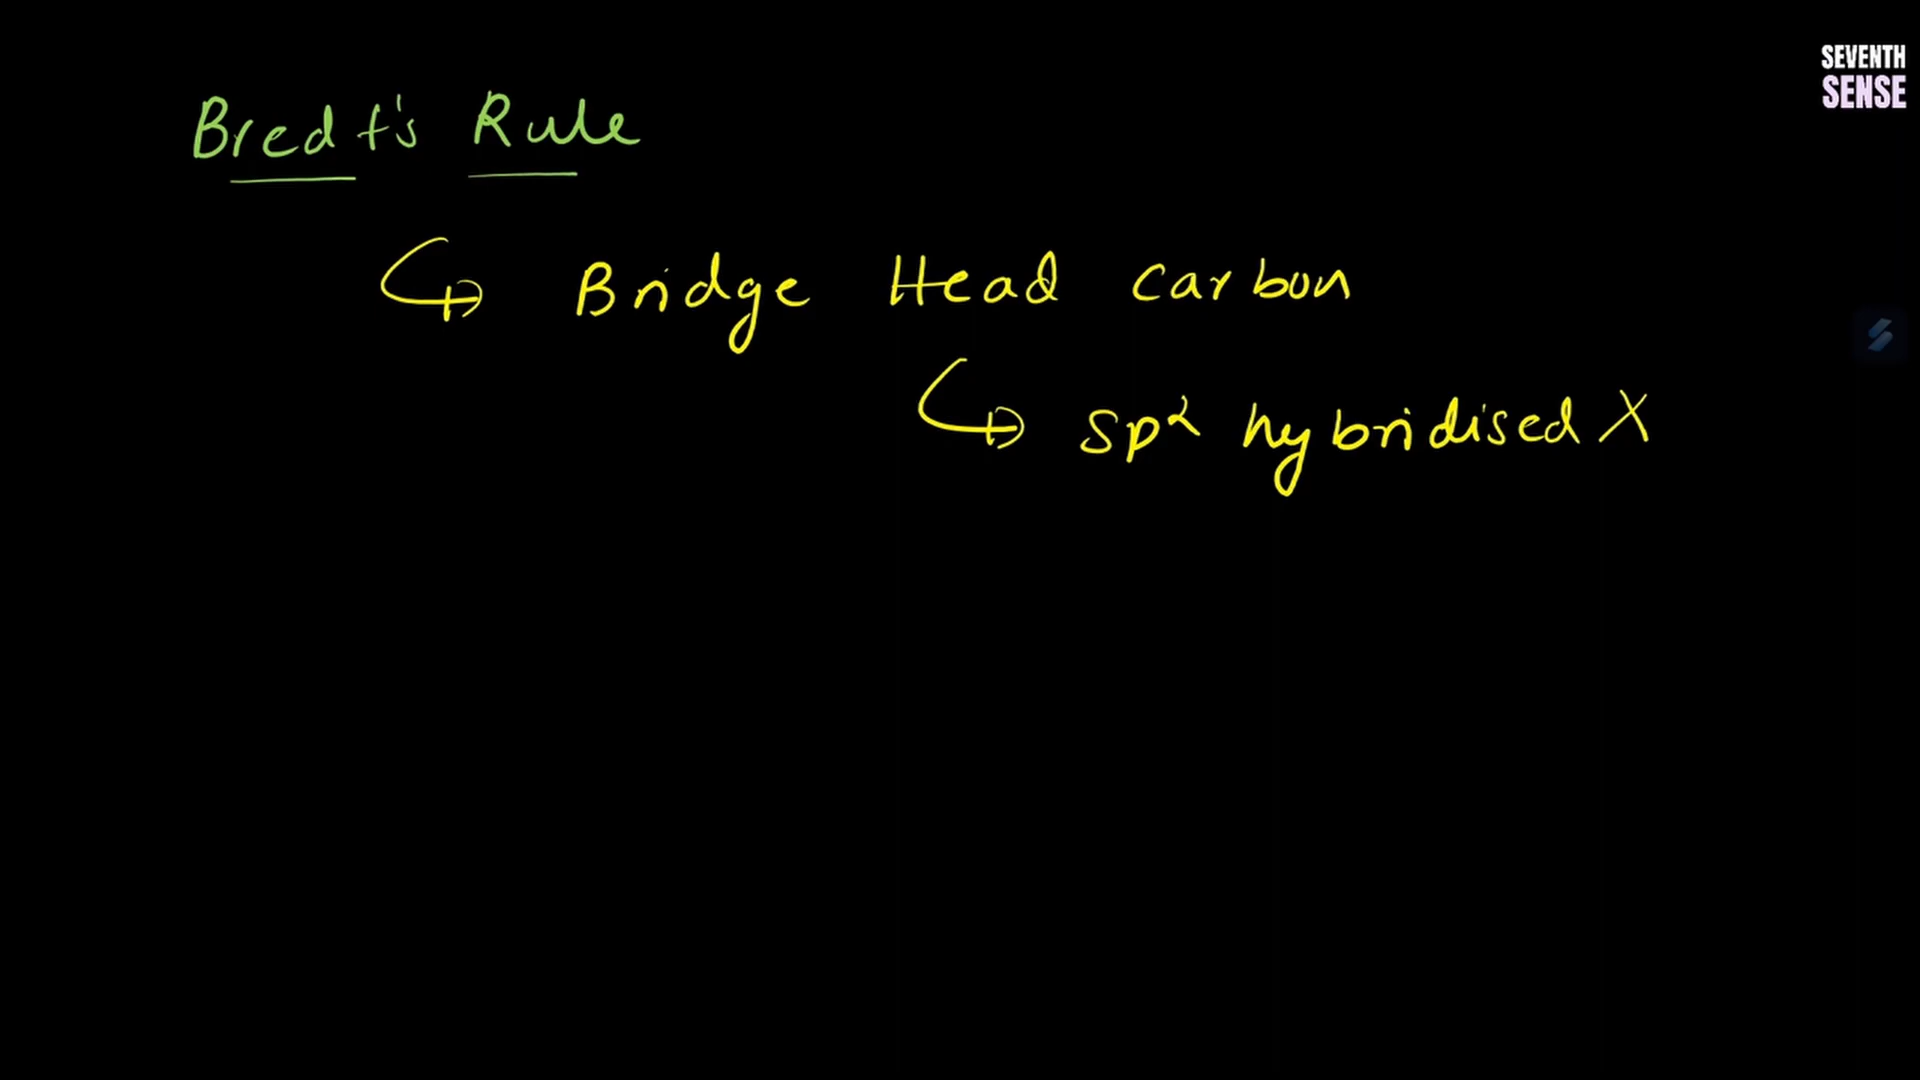 SEVENTH
SENSE
Bredt's Rule
↳ Bridge Head carbon
↳ sp² hybridised X